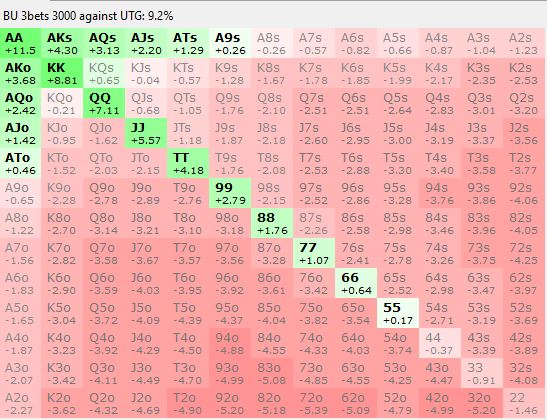 BU 3bets 3000 against UTG: 9.2%
AA AKs AQs AJs ATs A9s A8s A7s A6s A5s A4s A3s A2s
+11.5 +4.30 +3.13 +2.20 +1.29 +0.26 -0.26 -0.57 -0.82 -0.66 -0.87 -1.04 -1.23
AKo KK KQs KJs KTs K9s K8s K7s K6s K5s K4s K3s K2s
+3.68 +8.81 +0.65 -0.04 -0.57 -1.28 -1.67 -1.78 -1.85 -1.99 -2.17 -2.35 -2.53
AQo KQo QQ QJs QTs Q9s Q8s Q7s Q6s Q5s Q4s Q3s Q2s
+2.42 -0.21 +7.11 -0.68 -1.05 -1.76 -2.10 -2.51 -2.51 -2.64 -2.83 -3.01 -3.20
AJo KJo QJo JJ JTs J9s J8s J7s J6s J5s J4s J3s J2s
+1.42 -0.95 -1.62 +5.57 -1.18 -1.87 -2.18 -2.60 -2.95 -3.00 -3.19 -3.37 -3.56
ATo KTo QTo JTo TT T9s T8s T7s T6s T5s T4s T3s T2s
+0.46 -1.52 -2.03 -2.15 +4.18 -1.76 -2.08 -2.53 -2.88 -3.30 -3.40 -3.58 -3.77
A9o K9o Q9o J9o T9o 99 98s 97s 96s 95s 94s 93s 92s
-0.65 -2.28 -2.78 -2.89 -2.76 +2.79 -2.15 -2.52 -2.86 -3.28 -3.76 -3.86 -4.05
A8o K8o Q8o J8o T8o 98o 88 87s 86s 85s 84s 83s 82s
-1.22 -2.70 -3.14 -3.21 -3.10 -3.18 +1.76 -2.26 -2.58 -2.98 -3.46 -3.96 -4.05
A7o K7o Q7o J7o T7o 97o 87o 77 76s 75s 74s 73s 72s
-1.56 -2.82 -3.58 -3.67 -3.57 -3.56 -3.28 +1.07 -2.41 -2.78 -3.26 -3.75 -4.25
A6o K6o Q6o J6o T6o 96o 86o 76o 66 65s 64s 63s 62s
-1.83 -2.90 -3.59 -4.03 -3.94 -3.92 -3.61 -3.42 +0.64 -2.52 -2.98 -3.47 -3.97
A5o K5o Q5o J5o T5o 95o 85o 75o 65o 55 54s 53s 52s
-1.65 -3.04 -3.72 -4.09 -4.39 -4.37 -4.04 -3.82 -3.54 +0.17 -2.71 -3.19 -3.69
A4o K4o Q4o J4o T4o 94o 84o 74o 64o 54o 44 43s 42s
-1.87 -3.23 -3.92 -4.29 -4.50 -4.88 -4.55 -4.33 -4.03 -3.74 -0.37 -3.39 -3.89
A3o K3o Q3o J3o T3o 93o 83o 73o 63o 53o 43o 33 32s
-2.07 -3.42 -4.11 -4.49 -4.70 -4.99 -5.08 -4.85 -4.55 -4.25 -4.47 -0.91 -4.08
A2o K2o Q2o J2o T2o 92o 82o 72o 62o 52o 42o 32o 22
-2.27 -3.62 -4.32 -4.69 -4.90 -5.20 -5.18 -5.39 -5.09 -4.79 -4.99 -5.20 1.46